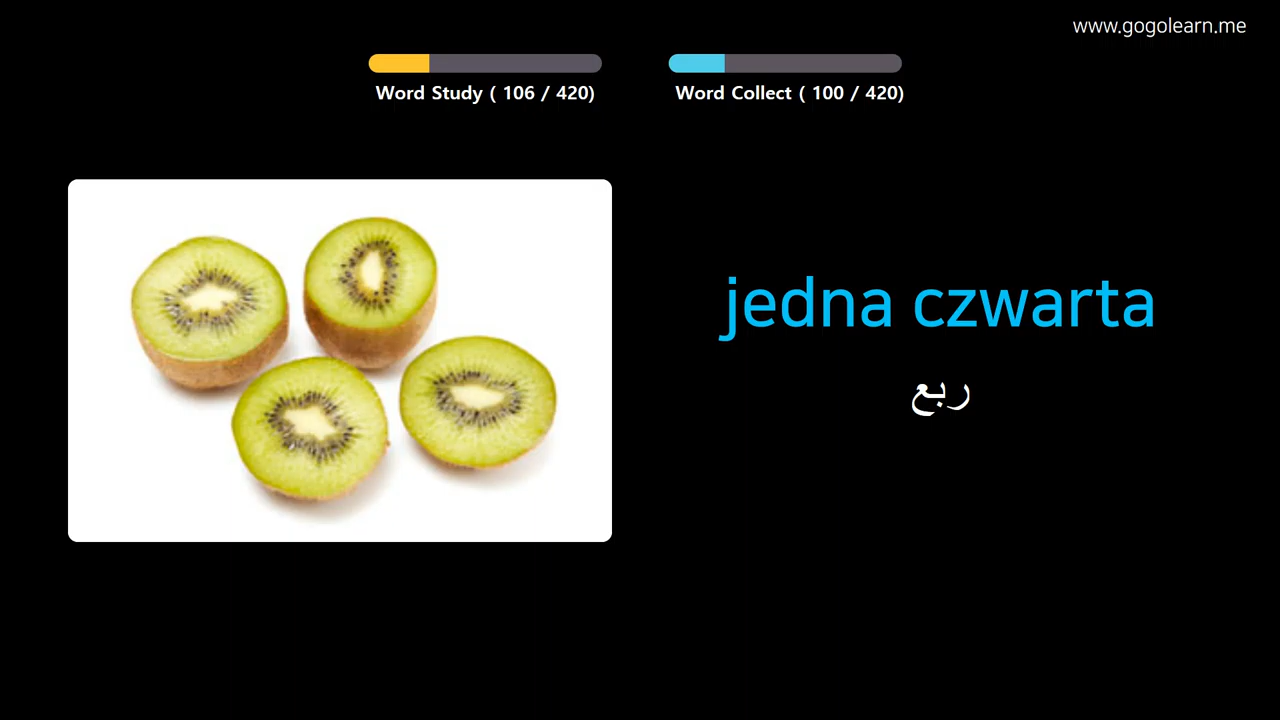 www.gogolearn.me
Word Study ( 106 / 420)
Word Collect ( 100 / 420)
jedna czwarta
ربع